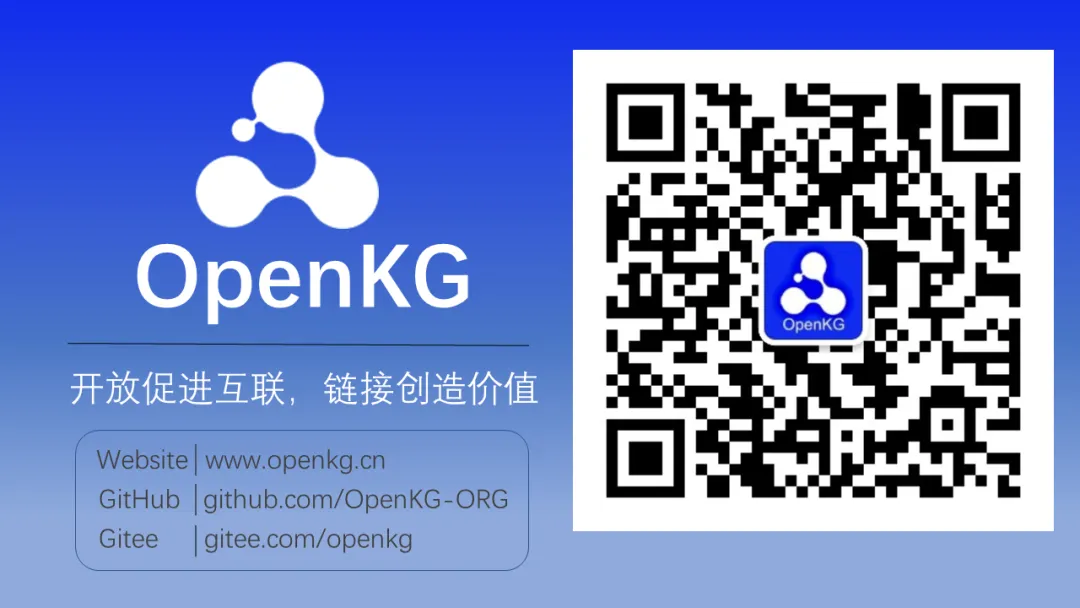 OpenKG
开放促进互联，链接创造价值
Website|www.openkg.cn
GitHub |github.com/OpenKG-ORG
Gitee |gitee.com/openkg
OpenKG